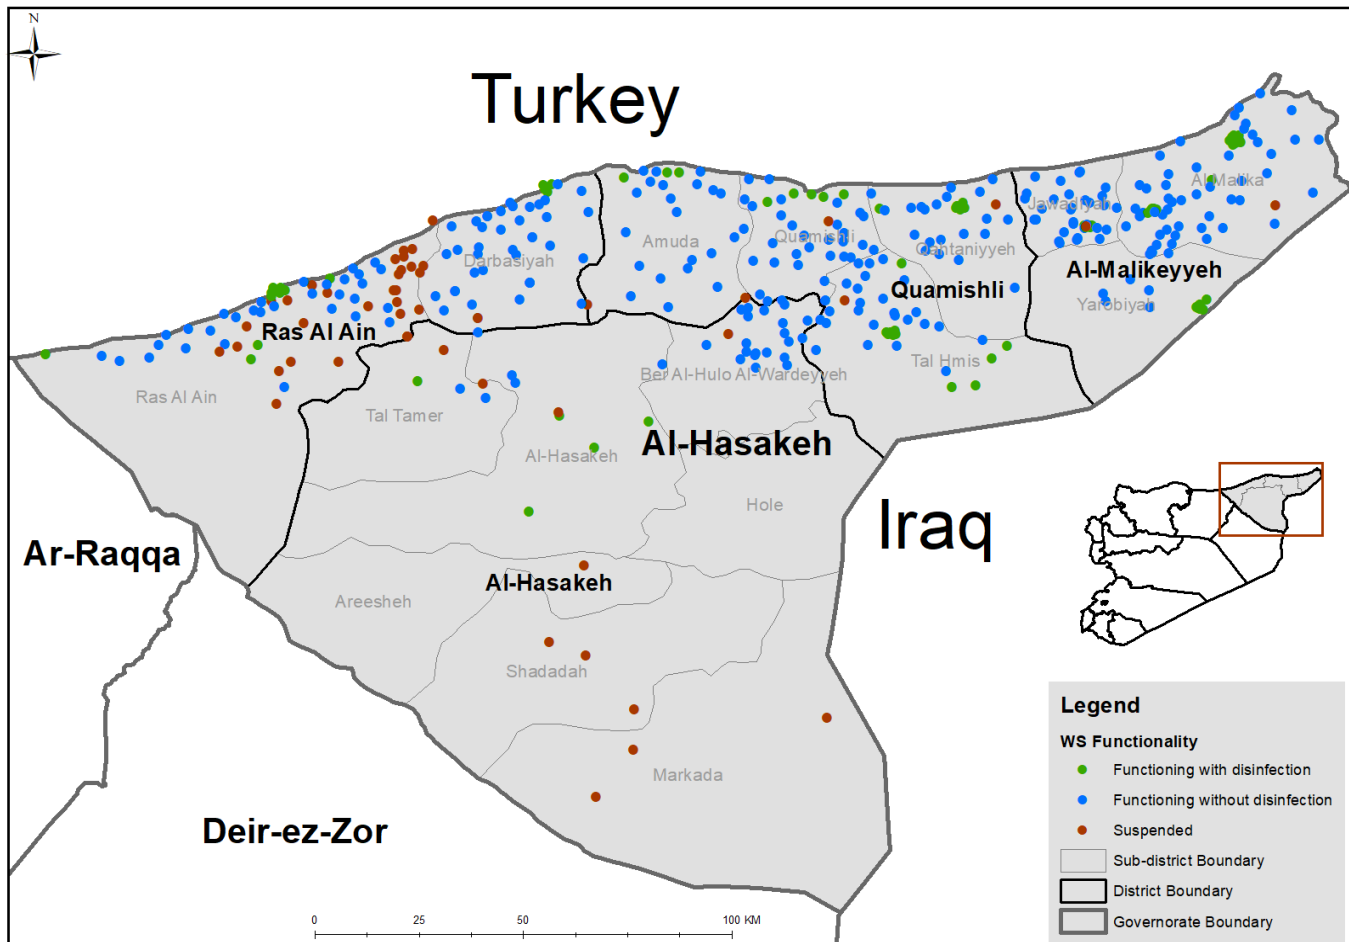 N
Turkey
Al-Malika
Jawadiyah
Quamishli
Amuda
Qahtaniyyeh
Darbasiyah
Al-Malikeyyeh
Quamishli
Yarobiyah
Ras Al Ain
Tal Hmis
Ber Al-Hulo Al-Wardeyyeh
Ras Al Ain
Tal Tamer
Al-Hasakeh
Al-Hasakeh
Hole
Iraq
Ar-Raqqa
Al-Hasakeh
Areesheh
Shadadah
Markada
Deir-ez-Zor
Legend
WS Functionality
Functioning with disinfection
Functioning without disinfection
Suspended
Sub-district Boundary
District Boundary
Governorate Boundary
0 25 50 100 KM